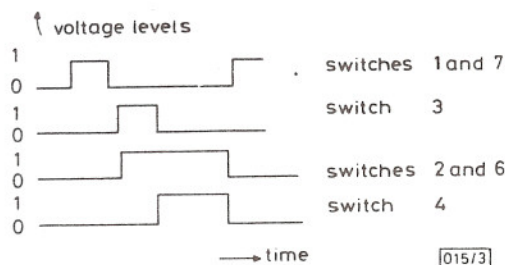 voltage levels
1
0
switches 1 and 7
1
0
switch 3
1
0
switches 2 and 6
1
0
switch 4
time
015/3